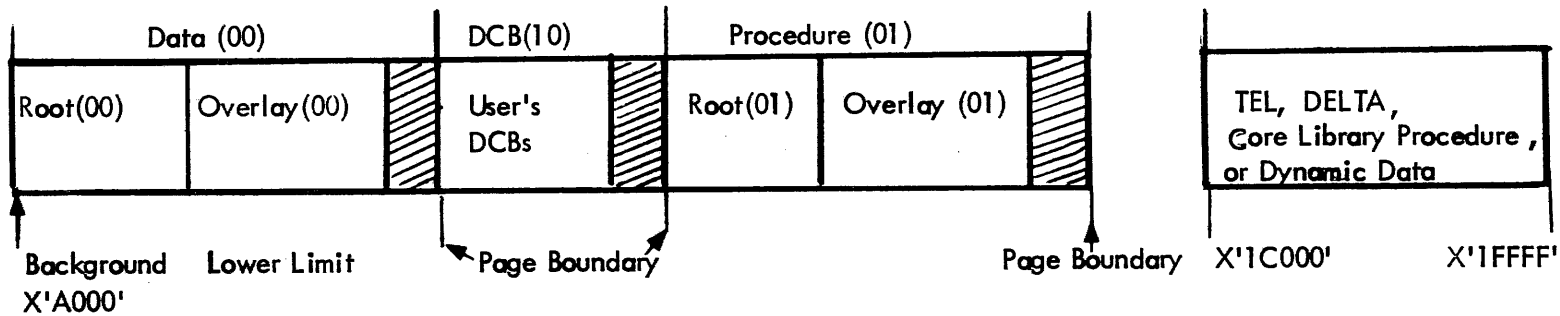 Data (00) DCB(10) Procedure (01)
Root(00) Overlay(00) User's DCBs Root(01) Overlay (01) TEL, DELTA,
Core Library Procedure,
or Dynamic Data
Background Lower Limit Page Boundary Page Boundary X'1C000' X'1FFFF'
X'A000'